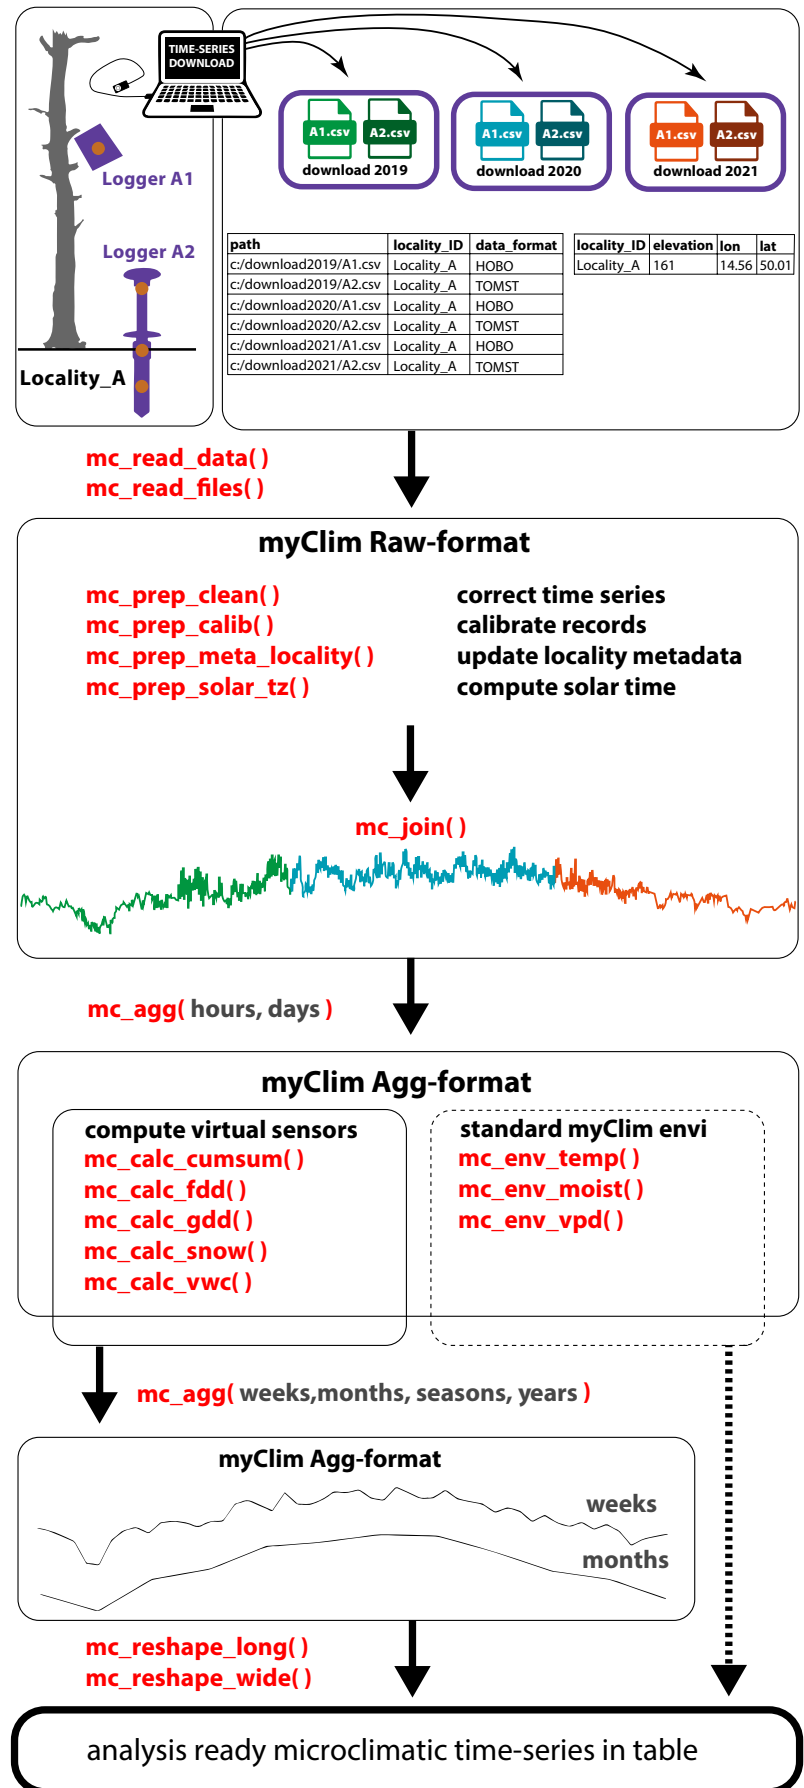 TIME-SERIES
DOWNLOAD
Logger A1
Logger A2
Locality_A
A1.csv A2.csv
download 2019
A1.csv A2.csv
download 2020
A1.csv A2.csv
download 2021
path locality_ID data_format
c:/download2019/A1.csv Locality_A HOBO
c:/download2019/A2.csv Locality_A TOMST
c:/download2020/A1.csv Locality_A HOBO
c:/download2020/A2.csv Locality_A TOMST
c:/download2021/A1.csv Locality_A HOBO
c:/download2021/A2.csv Locality_A TOMST
locality_ID elevation lon lat
Locality_A 161 14.56 50.01
mc_read_data( )
mc_read_files( )
myClim Raw-format
mc_prep_clean( ) correct time series
mc_prep_calib( ) calibrate records
mc_prep_meta_locality( ) update locality metadata
mc_prep_solar_tz( ) compute solar time
mc_join( )
mc_agg( hours, days )
myClim Agg-format
compute virtual sensors
mc_calc_cumsum( )
mc_calc_fdd( )
mc_calc_gdd( )
mc_calc_snow( )
mc_calc_vwc( )
standard myClim envi
mc_env_temp( )
mc_env_moist( )
mc_env_vpd( )
mc_agg( weeks,months, seasons, years )
myClim Agg-format
weeks
months
mc_reshape_long( )
mc_reshape_wide( )
analysis ready microclimatic time-series in table